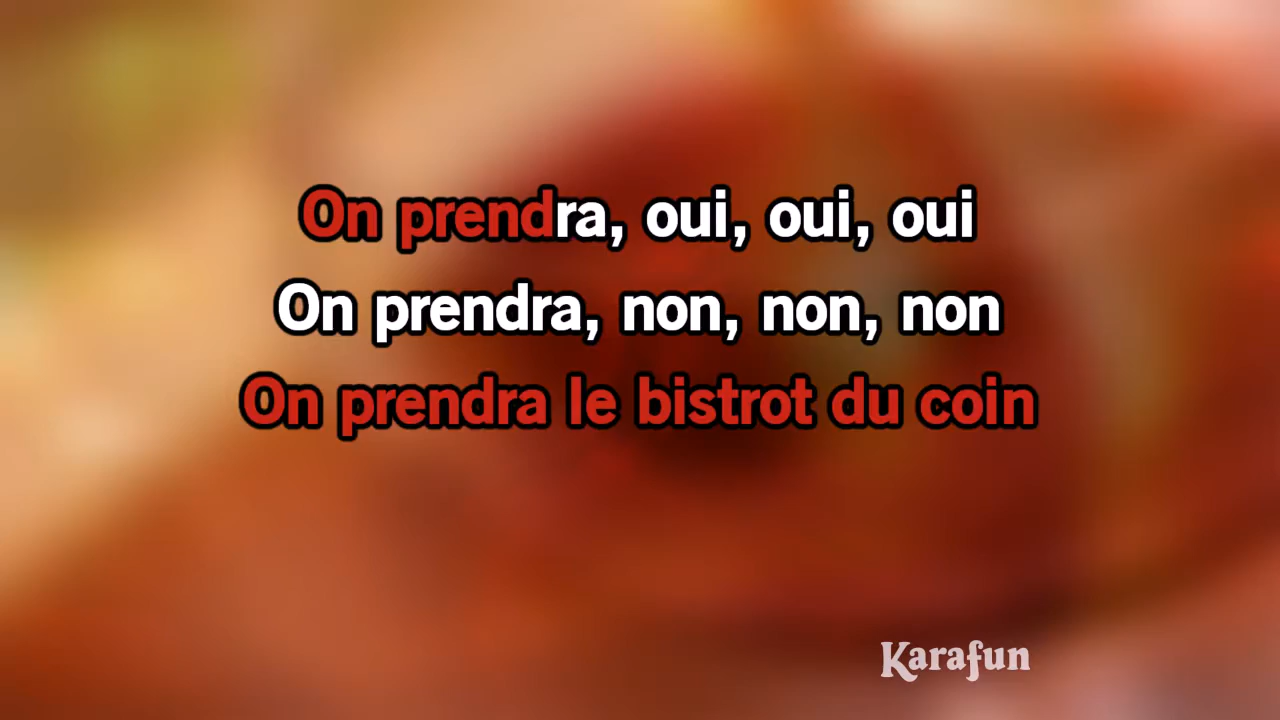 On prendra, oui, oui, oui
On prendra, non, non, non
On prendra le bistrot du coin
Karafun